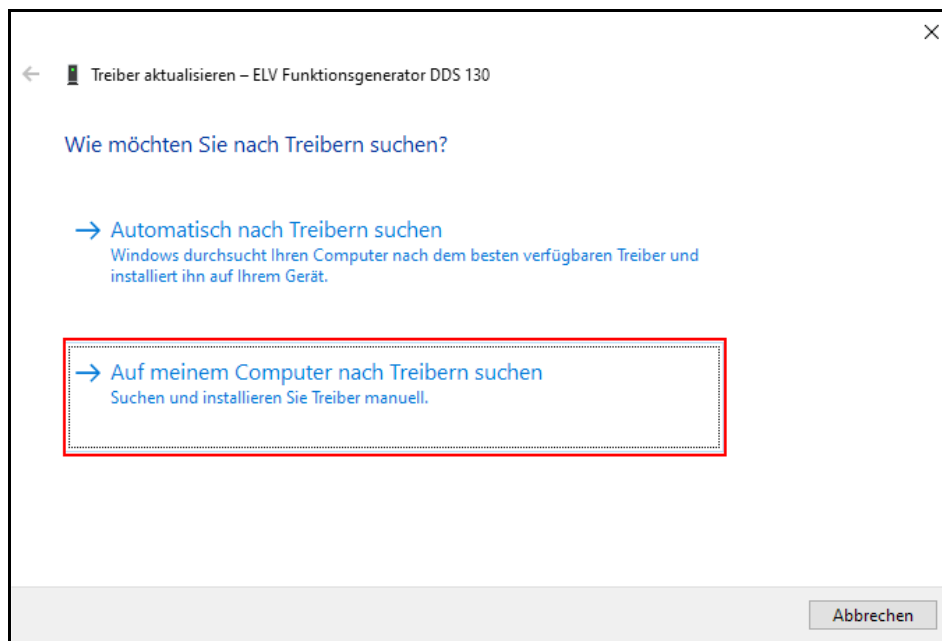 Treiber aktualisieren – ELV Funktionsgenerator DDS 130
Wie möchten Sie nach Treibern suchen?
Automatisch nach Treibern suchen
Windows durchsucht Ihren Computer nach dem besten verfügbaren Treiber und
installiert ihn auf Ihrem Gerät.
Auf meinem Computer nach Treibern suchen
Suchen und installieren Sie Treiber manuell.
Abbrechen